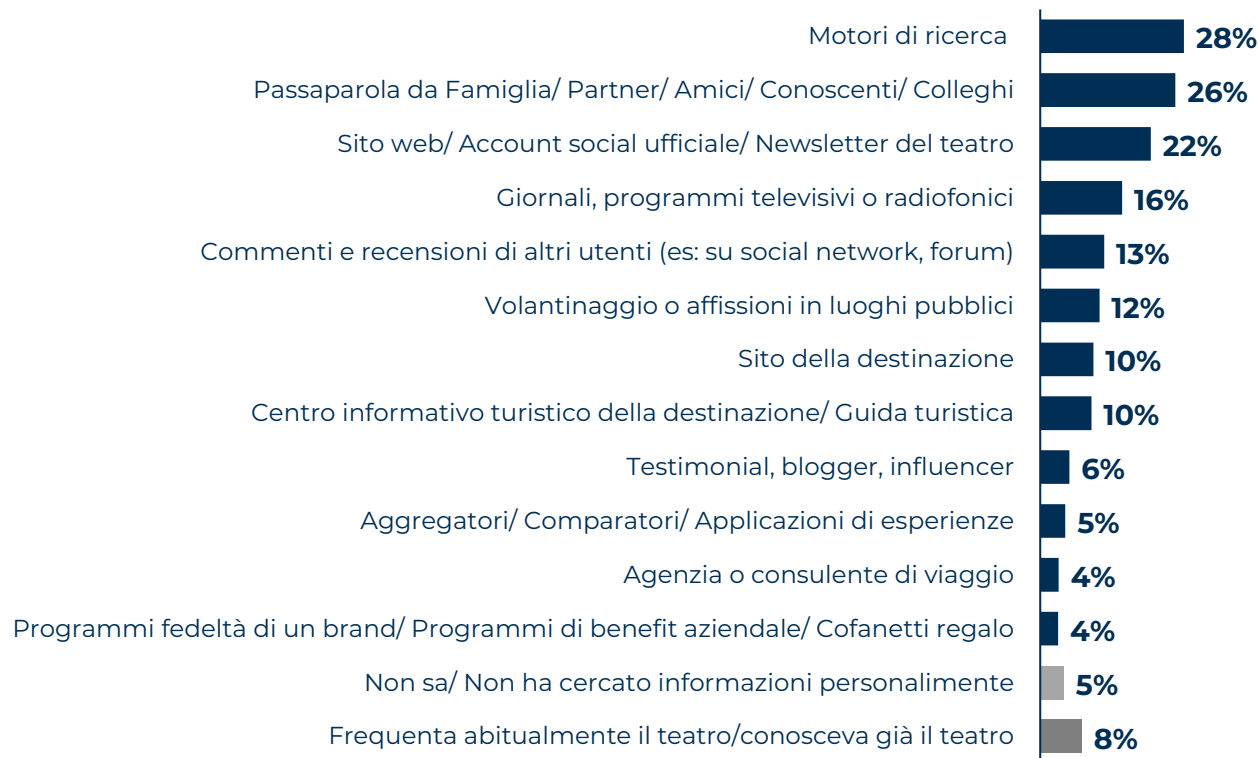 Motori di ricerca 28%
Passaparola da Famiglia/ Partner/ Amici/ Conoscenti/ Colleghi 26%
Sito web/ Account social ufficiale/ Newsletter del teatro 22%
Giornali, programmi televisivi o radiofonici 16%
Commenti e recensioni di altri utenti (es: su social network, forum) 13%
Volantinaggio o affissioni in luoghi pubblici 12%
Sito della destinazione 10%
Centro informativo turistico della destinazione/ Guida turistica 10%
Testimonial, blogger, influencer 6%
Aggregatori/ Comparatori/ Applicazioni di esperienze 5%
Agenzia o consulente di viaggio 4%
Programmi fedeltà di un brand/ Programmi di benefit aziendale/ Cofanetti regalo 4%
Non sa/ Non ha cercato informazioni personalimente 5%
Frequenta abitualmente il teatro/conosceva già il teatro 8%